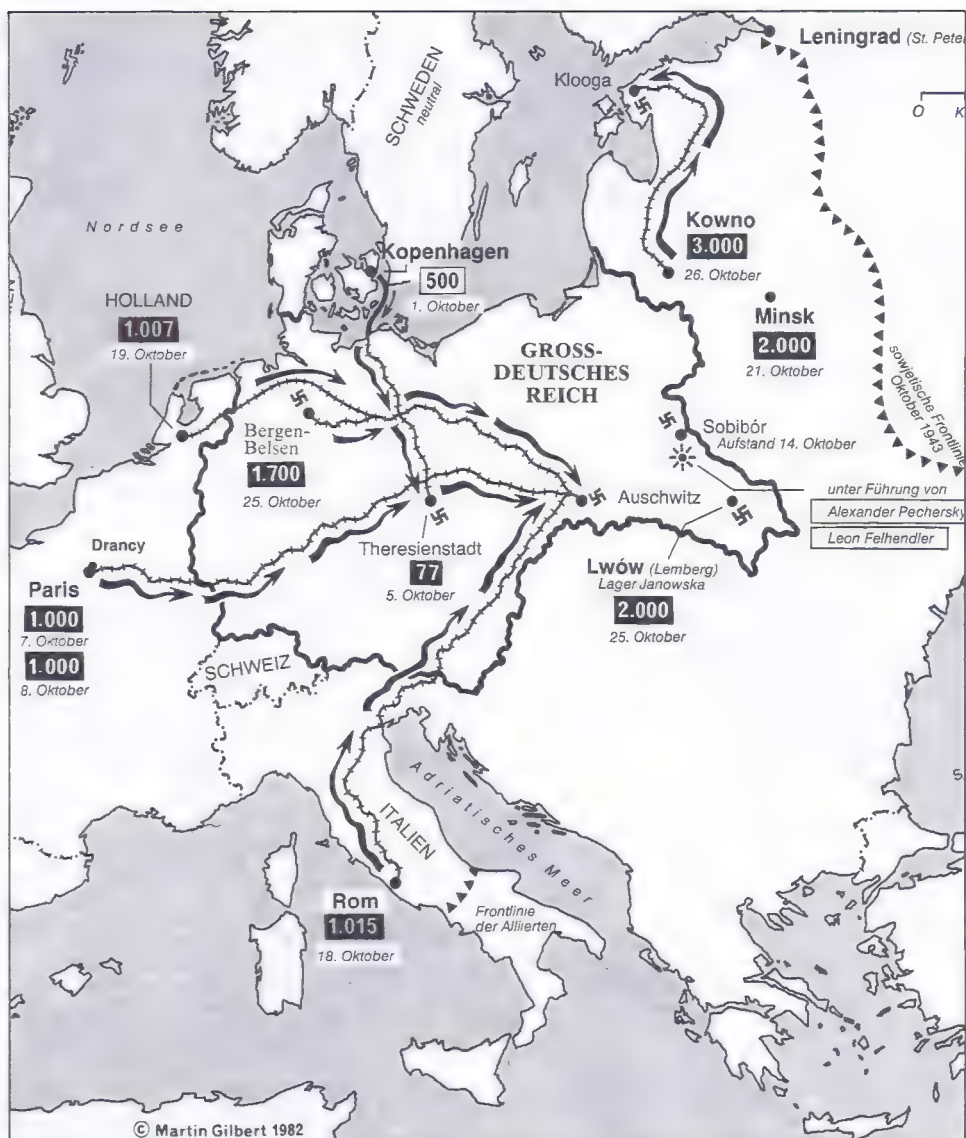 Leningrad (St. Peter
Klooga
SCHWEDEN
neutral
O K
Nordsee
Kopenhagen
500
1. Oktober
Kowno
3.000
26. Oktober
HOLLAND
1.007
19. Oktober
Minsk
2.000
21. Oktober
GROSS-
DEUTSCHES
REICH
sowjetische Frontlinie
Oktober 1943
Sobibór
Aufstand 14. Oktober
Bergen-
Belsen
1.700
25. Oktober
unter Führung von
Alexander Pechersky
Leon Felhendler
Auschwitz
Drancy
Theresienstadt
77
5. Oktober
Lwów (Lemberg)
Lager Janowska
2.000
25. Oktober
Paris
1.000
7. Oktober
1.000
8. Oktober
SCHWEIZ
Adriatisches Meer
ITALIEN
Rom
1.015
18. Oktober
Frontlinie
der Alliierten
© Martin Gilbert 1982